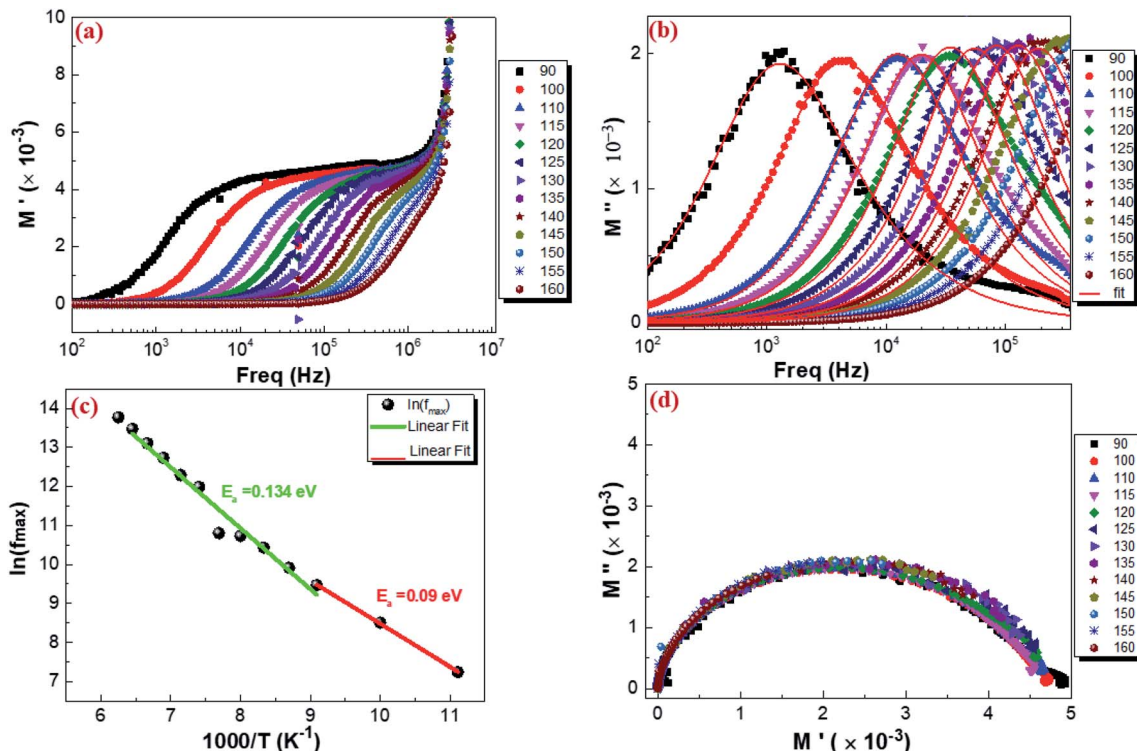 (a)
10
8
6
4
2
0
M ' (× 10⁻³)
10² 10³ 10⁴ 10⁵ 10⁶ 10⁷
Freq (Hz)
90
100
110
115
120
125
130
135
140
145
150
155
160
(b)
2
1
0
M " (× 10⁻³)
10² 10³ 10⁴ 10⁵
Freq (Hz)
90
100
110
115
120
125
130
135
140
145
150
155
160
fit
(c)
14
13
12
11
10
9
8
7
ln(fmax)
6 7 8 9 10 11
1000/T (K⁻¹)
ln(fmax)
Linear Fit
Linear Fit
Ea =0.134 eV
Ea =0.09 eV
(d)
5
4
3
2
1
0
M " (× 10⁻³)
0 1 2 3 4 5
M ' (× 10⁻³)
90
100
110
115
120
125
130
135
140
145
150
155
160